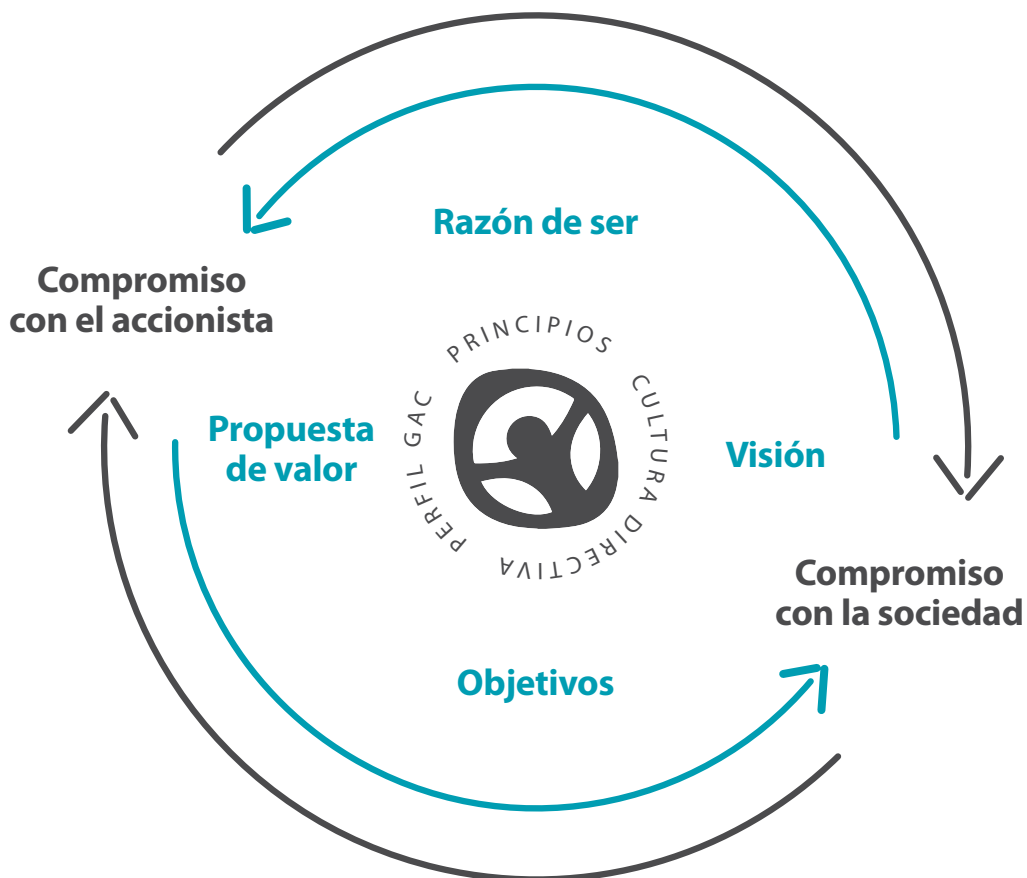 Razón de ser
Compromiso
con el accionista
PRINCIPIOS
CULTURA DIRECTIVA
PERFIL GAC
Propuesta
de valor
Visión
Compromiso
con la sociedad
Objetivos